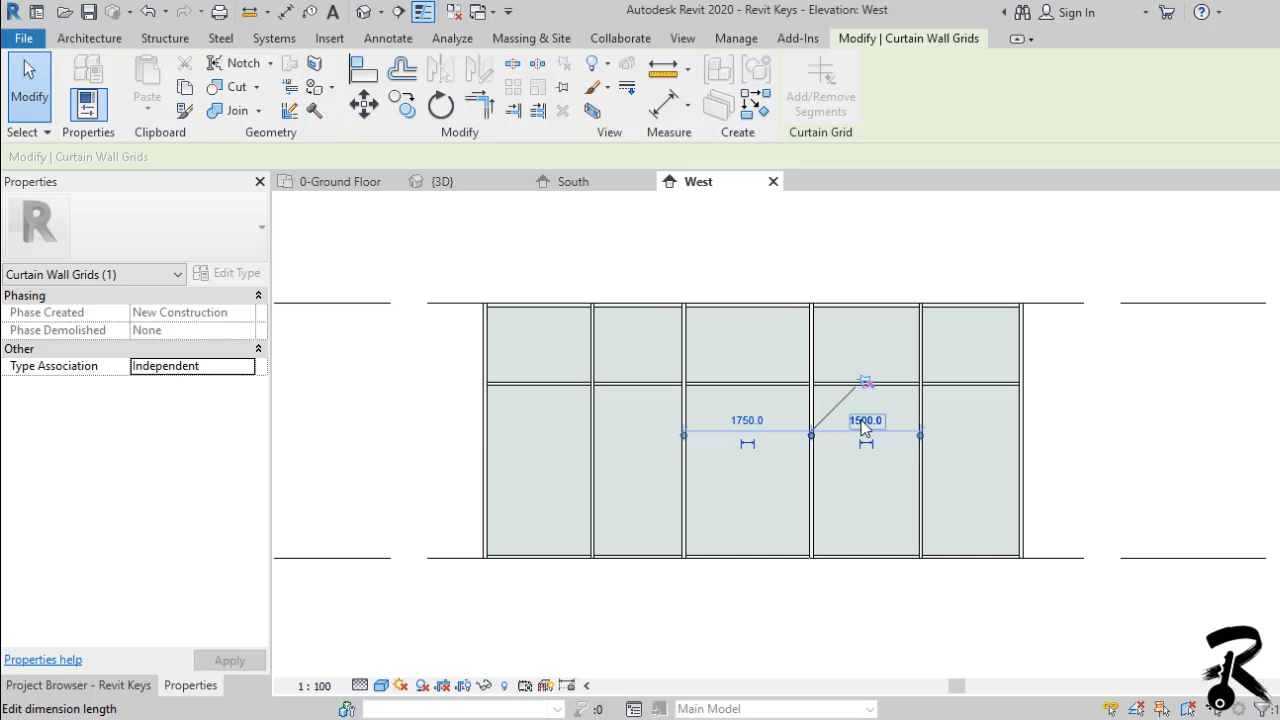 Autodesk Revit 2020 - Revit Keys - Elevation: West
Sign In
File Architecture Structure Steel Systems Insert Annotate Analyze Massing & Site Collaborate View Manage Add-Ins Modify | Curtain Wall Grids
Modify
Paste
Notch
Cut
Join
Add/Remove
Segments
Select Properties Clipboard Geometry Modify View Measure Create Curtain Grid
Modify | Curtain Wall Grids
Properties
0-Ground Floor {3D} South West
R
Curtain Wall Grids (1) Edit Type
Phasing
Phase Created New Construction
Phase Demolished None
Other
Type Association Independent
1750.0 1500.0
Properties help Apply
Project Browser - Revit Keys Properties
1 : 100
Edit dimension length
:0 Main Model :1